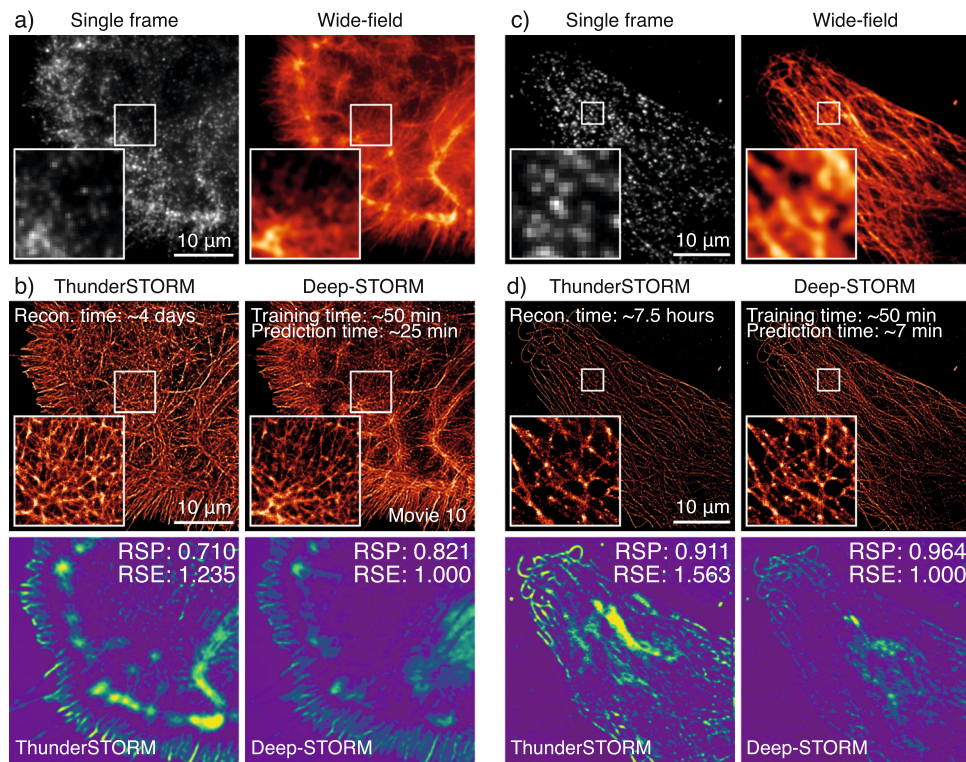 a)
Single frame
Wide-field
10 µm
c)
Single frame
Wide-field
10 µm
b)
ThunderSTORM
Deep-STORM
Recon. time: ~4 days
Training time: ~50 min
Prediction time: ~25 min
10 µm
Movie 10
RSP: 0.710
RSE: 1.235
ThunderSTORM
RSP: 0.821
RSE: 1.000
Deep-STORM
d)
ThunderSTORM
Deep-STORM
Recon. time: ~7.5 hours
Training time: ~50 min
Prediction time: ~7 min
10 µm
RSP: 0.911
RSE: 1.563
ThunderSTORM
RSP: 0.964
RSE: 1.000
Deep-STORM